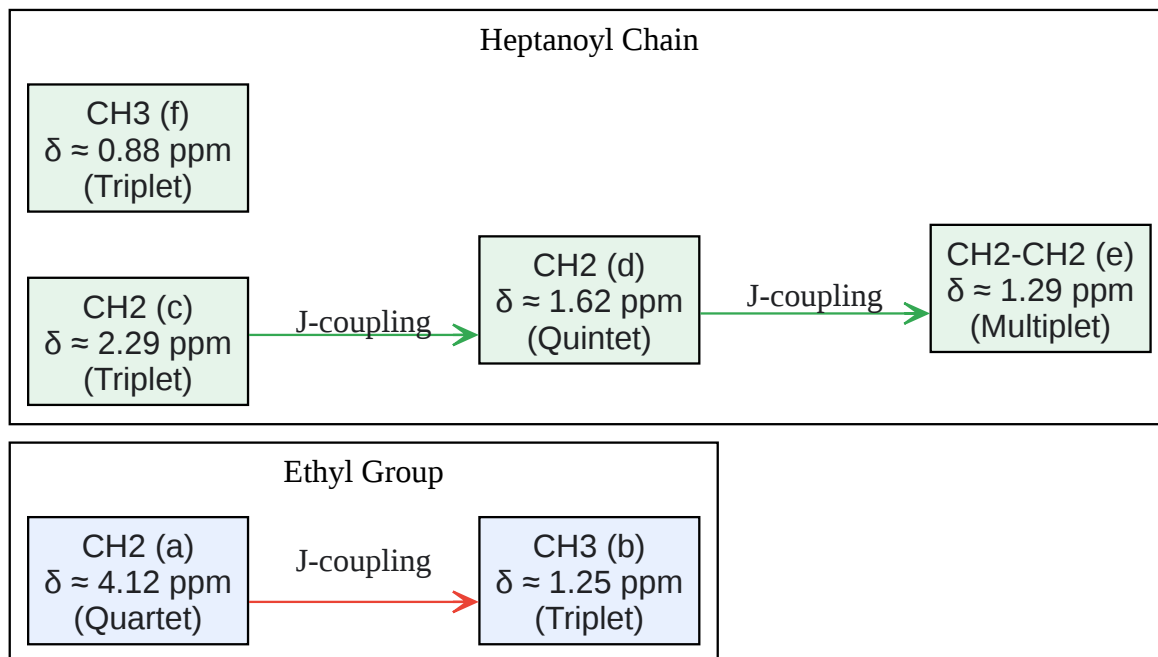 Heptanoyl Chain
CH3 (f)
δ ≈ 0.88 ppm
(Triplet)
CH2 (c)
δ ≈ 2.29 ppm
(Triplet)
J-coupling
CH2 (d)
δ ≈ 1.62 ppm
(Quintet)
J-coupling
CH2-CH2 (e)
δ ≈ 1.29 ppm
(Multiplet)
Ethyl Group
CH2 (a)
δ ≈ 4.12 ppm
(Quartet)
J-coupling
CH3 (b)
δ ≈ 1.25 ppm
(Triplet)